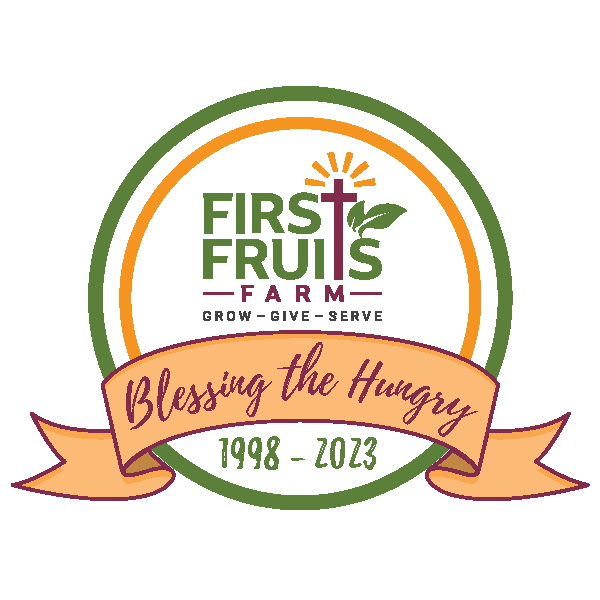 FIRST
FRUITS
FARM
GROW – GIVE – SERVE
Blessing the Hungry
1998 - 2023